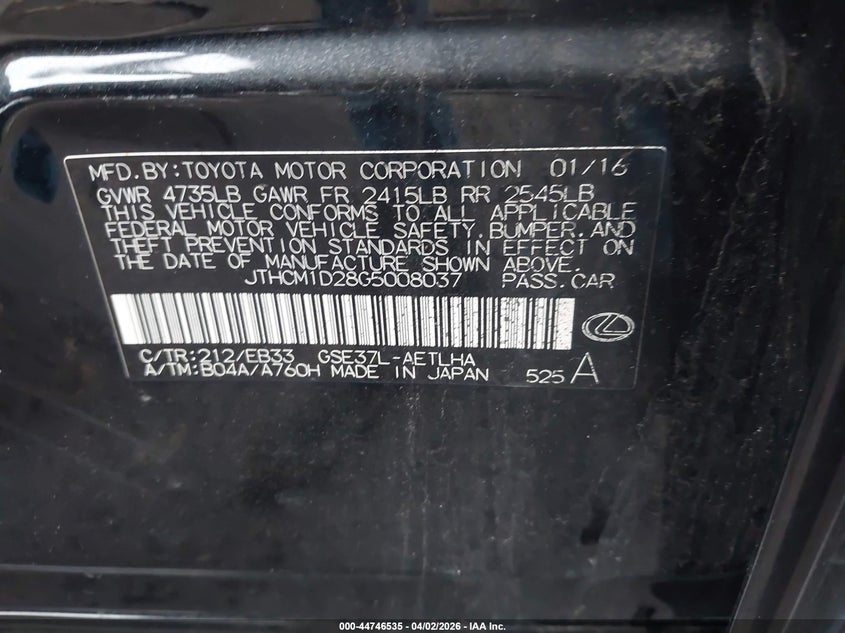 MFD.BY:TOYOTA MOTOR CORPORATION 01/16
GVWR 4735LB GAWR FR 2415LB RR 2545LB
THIS VEHICLE CONFORMS TO ALL APPLICABLE
FEDERAL MOTOR VEHICLE SAFETY,BUMPER,AND
THEFT PREVENTION STANDARDS IN EFFECT ON
THE DATE OF MANUFACTURE SHOWN ABOVE.
JTHCM1D28G5008037 PASS.CAR
C/TR:212/EB33 GSE37L-AETLHA
A/TM:B04A/A760H MADE IN JAPAN 525 A
000-44746535 - 04/02/2026 - IAA Inc.